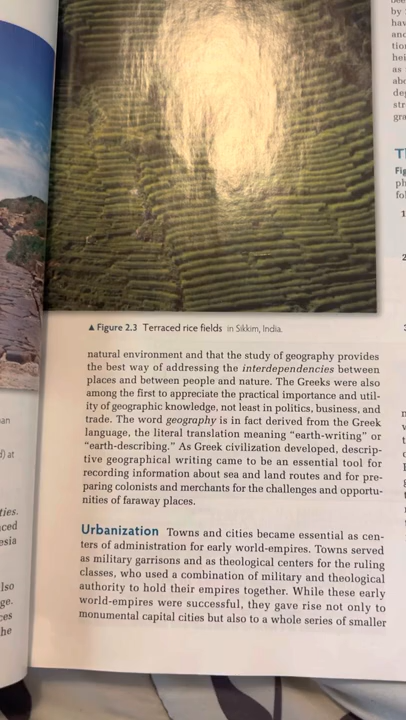 ▲ Figure 2.3 Terraced rice fields in Sikkim, India.
natural environment and that the study of geography provides
the best way of addressing the interdependencies between
places and between people and nature. The Greeks were also
among the first to appreciate the practical importance and util-
ity of geographic knowledge, not least in politics, business, and
trade. The word geography is in fact derived from the Greek
language, the literal translation meaning “earth-writing” or
“earth-describing.” As Greek civilization developed, descrip-
tive geographical writing came to be an essential tool for
recording information about sea and land routes and for pre-
paring colonists and merchants for the challenges and opportu-
nities of faraway places.
Urbanization Towns and cities became essential as cen-
ters of administration for early world-empires. Towns served
as military garrisons and as theological centers for the ruling
classes, who used a combination of military and theological
authority to hold their empires together. While these early
world-empires were successful, they gave rise not only to
monumental capital cities but also to a whole series of smaller